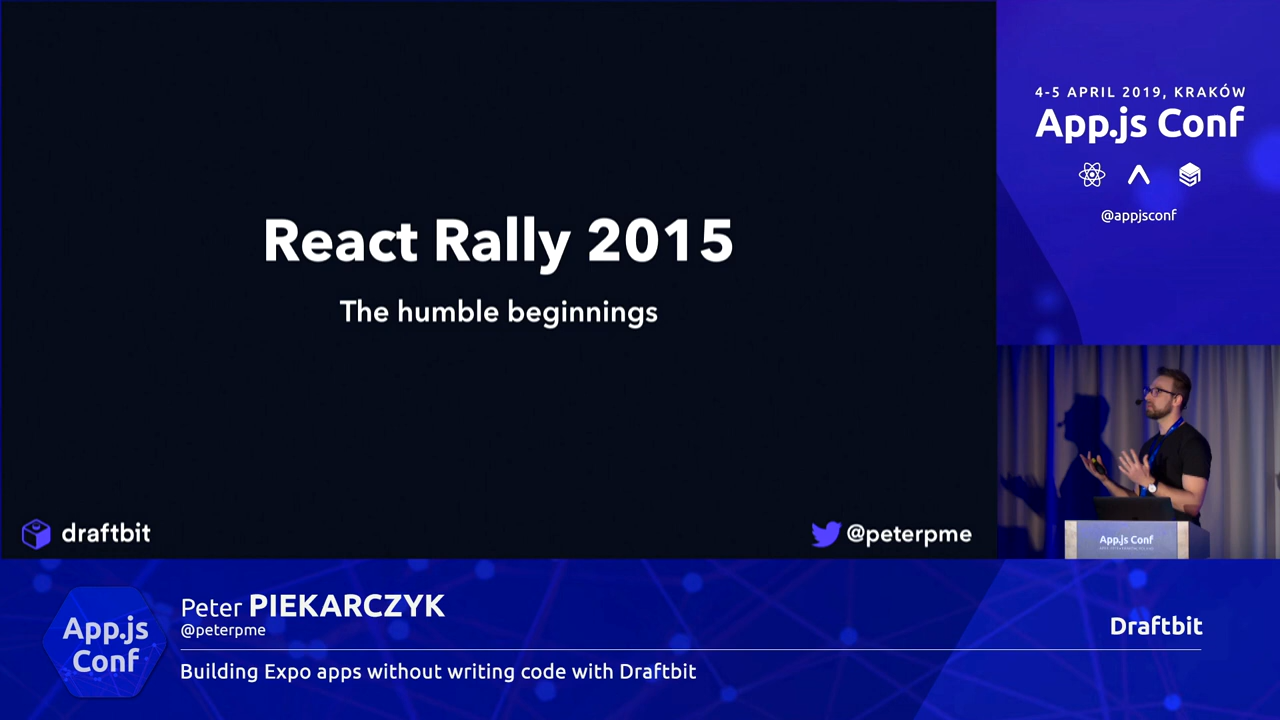 React Rally 2015
The humble beginnings
draftbit
@peterpme
4-5 APRIL 2019, KRAKÓW
App.js Conf
@appjsconf
App.js Conf
App.js
Conf
Peter PIEKARCZYK
@peterpme
Building Expo apps without writing code with Draftbit
Draftbit